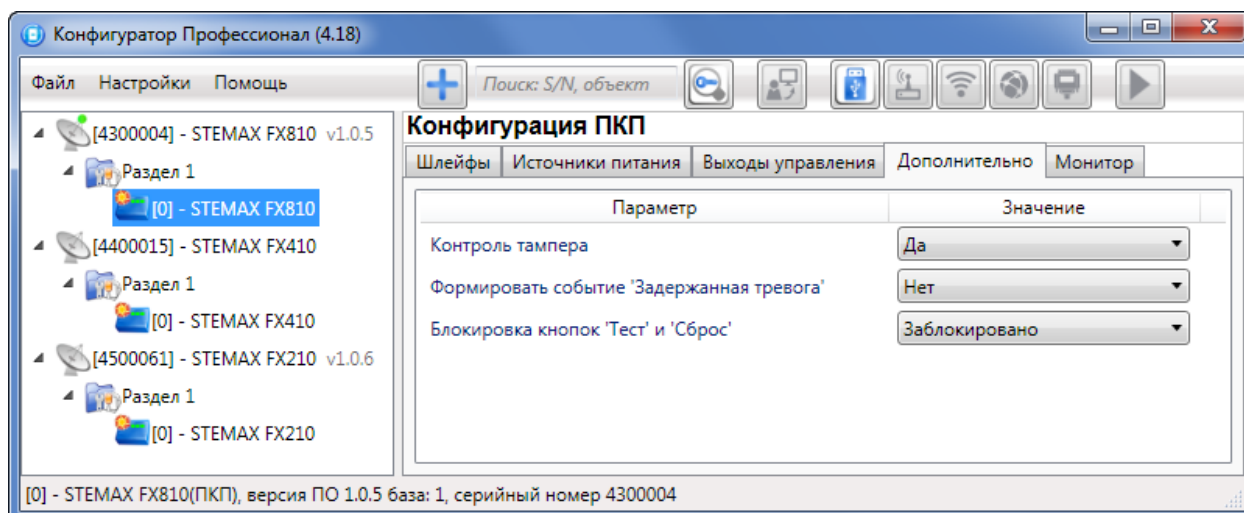 Конфигуратор Профессионал (4.18)
Файл Настройки Помощь
Поиск: S/N, объект
[4300004] - STEMAX FX810 v1.0.5
Раздел 1
[0] - STEMAX FX810
[4400015] - STEMAX FX410
Раздел 1
[0] - STEMAX FX410
[4500061] - STEMAX FX210 v1.0.6
Раздел 1
[0] - STEMAX FX210
Конфигурация ПКП
Шлейфы Источники питания Выходы управления Дополнительно Монитор
Параметр Значение
Контроль тампера Да
Формировать событие 'Задержанная тревога' Нет
Блокировка кнопок 'Тест' и 'Сброс' Заблокировано
[0] - STEMAX FX810(ПКП), версия ПО 1.0.5 база: 1, серийный номер 4300004